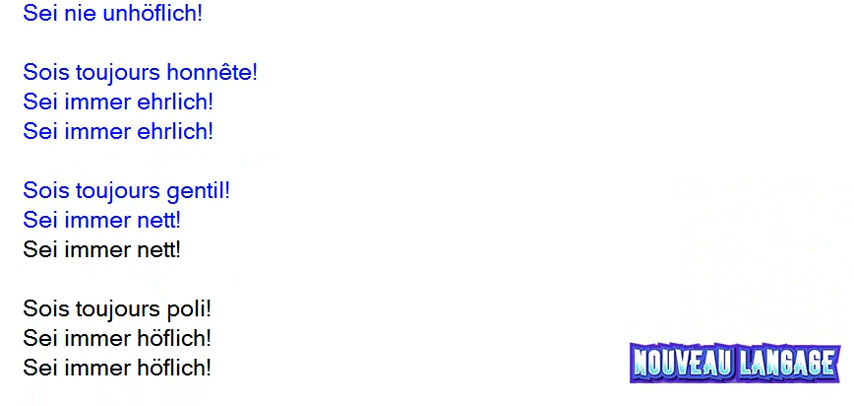 Sei nie unhöflich!
Sois toujours honnête!
Sei immer ehrlich!
Sei immer ehrlich!
Sois toujours gentil!
Sei immer nett!
Sei immer nett!
Sois toujours poli!
Sei immer höflich!
Sei immer höflich!
NOUVEAU LANGAGE